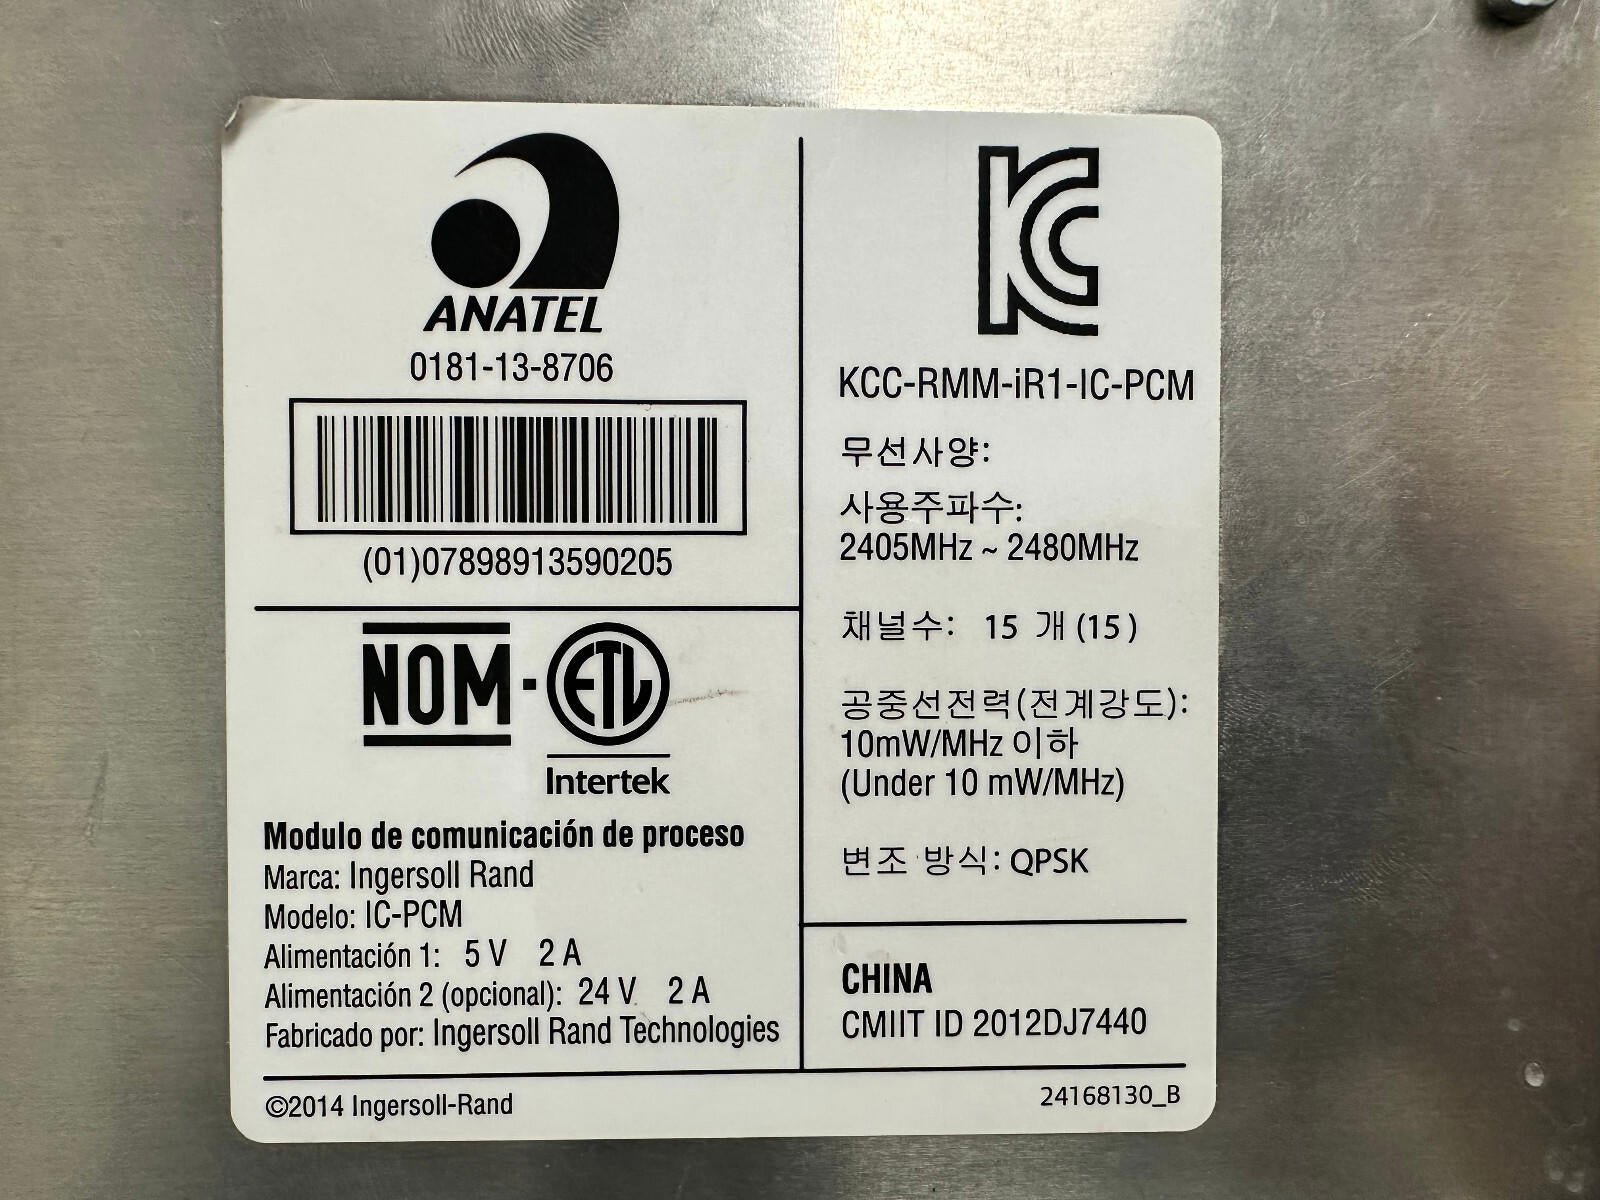 ANATEL
0181-13-8706
(01)07898913590205
NOM - ETL
Intertek
Modulo de comunicación de proceso
Marca: Ingersoll Rand
Modelo: IC-PCM
Alimentación 1: 5 V 2 A
Alimentación 2 (opcional): 24 V 2 A
Fabricado por: Ingersoll Rand Technologies
©2014 Ingersoll-Rand
KC
KCC-RMM-iR1-IC-PCM
무선사양:
사용주파수:
2405MHz ~ 2480MHz
채널수: 15 개 (15)
공중선전력(전계강도):
10mW/MHz 이하
(Under 10 mW/MHz)
변조 방식: QPSK
CHINA
CMIIT ID 2012DJ7440
24168130_B